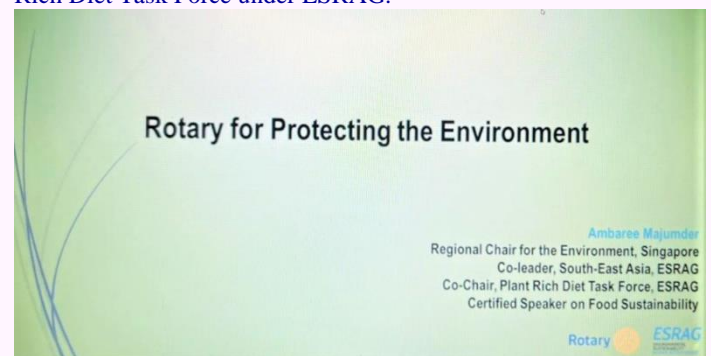 Rich Diet Task Force under ESRAG.
Rotary for Protecting the Environment
Ambaree Majumder
Regional Chair for the Environment, Singapore
Co-leader, South-East Asia, ESRAG
Co-Chair, Plant Rich Diet Task Force, ESRAG
Certified Speaker on Food Sustainability
Rotary
ESRAG